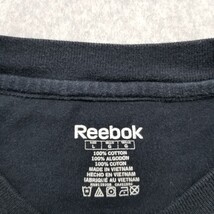 Reebok
L L G G
100% COTTON
100% ALGODON
100% COTON
MADE IN VIETNAM
HECHO EN VIETNAM
FABRIQUÉ AU VIETNAM